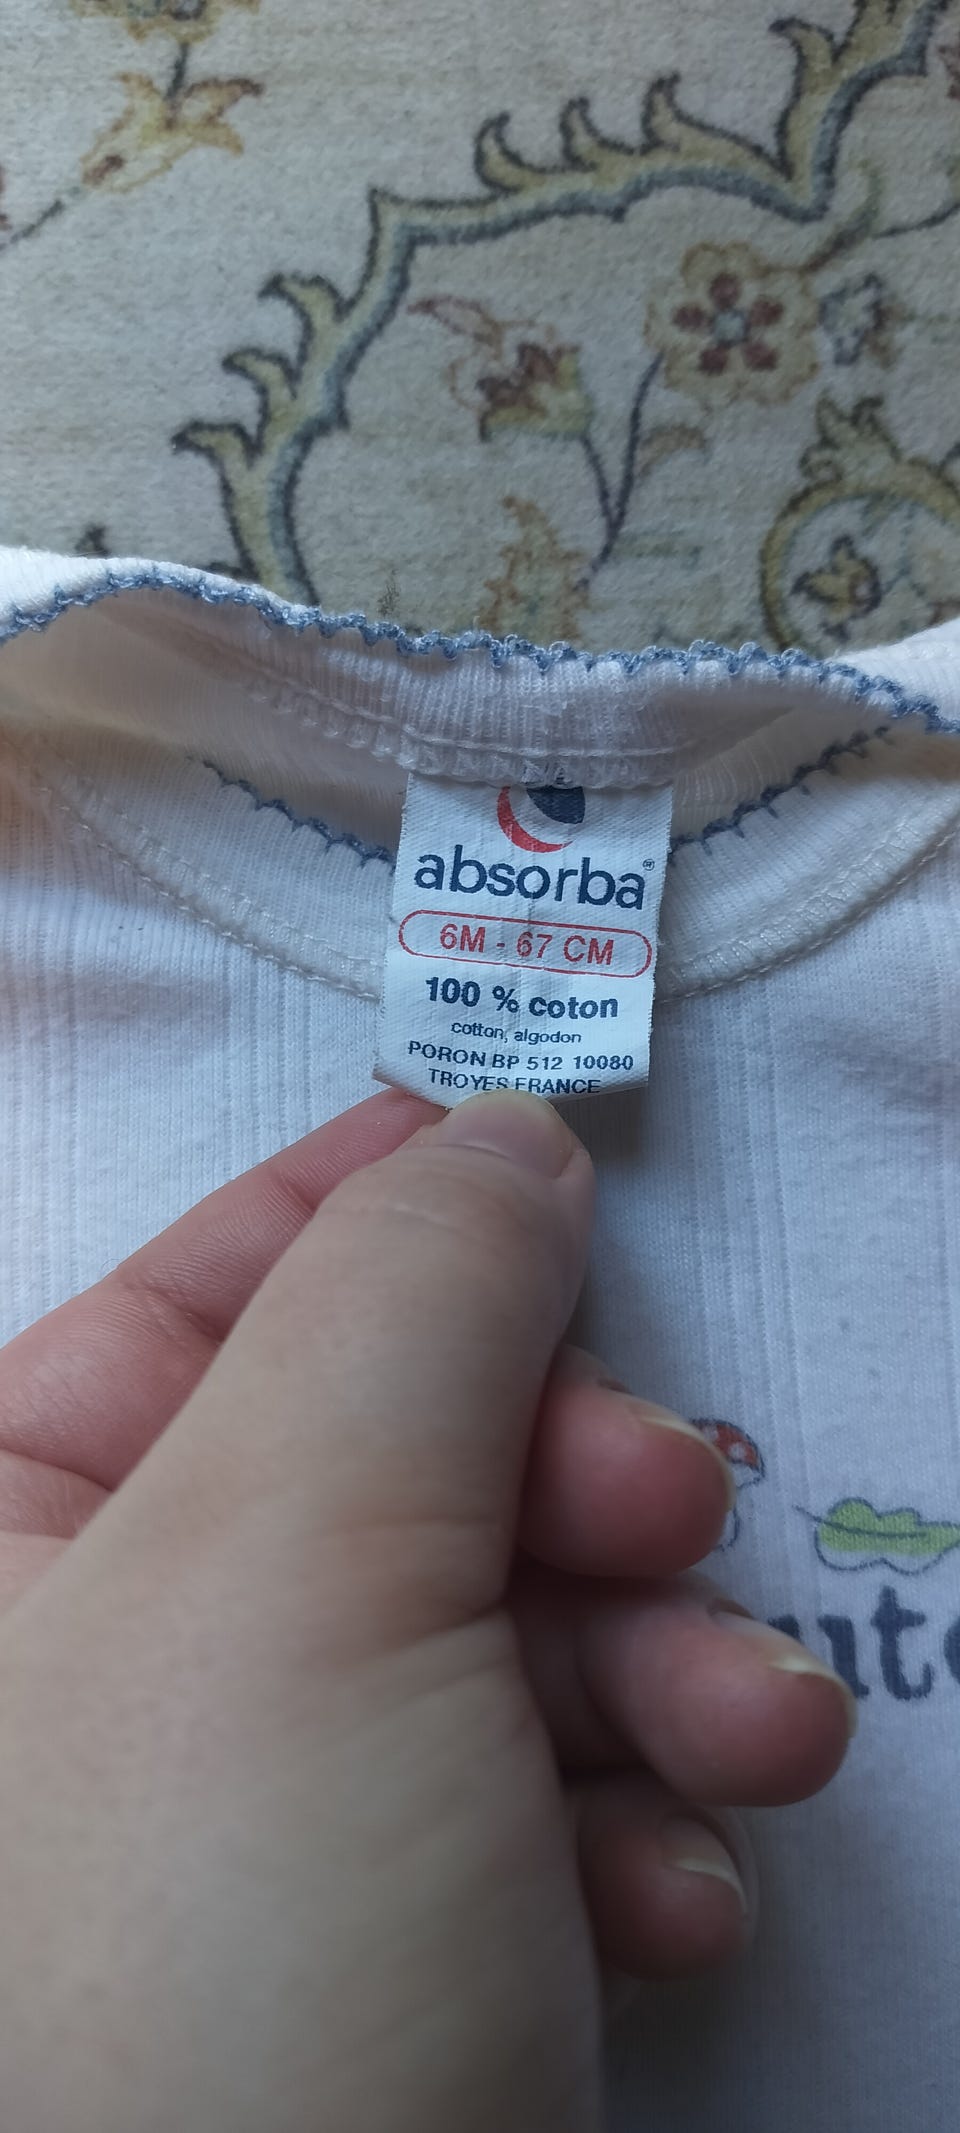 absorba®
6M - 67 CM
100 % coton
cotton, algodon
PORON BP 512 10080
TROYES FRANCE